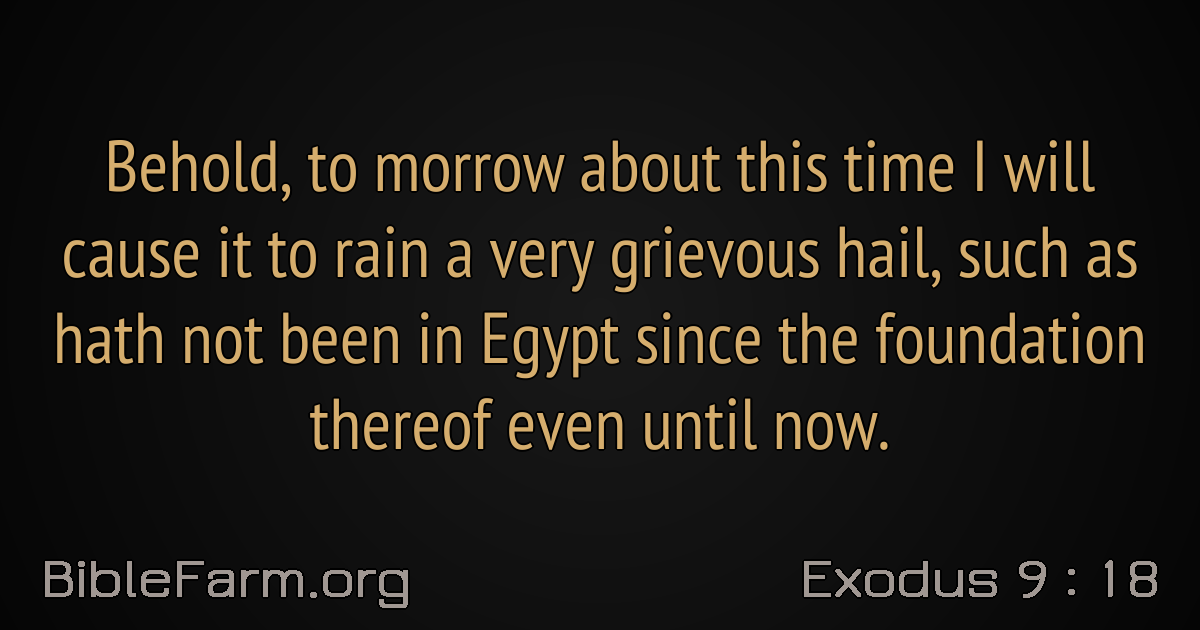 Behold, to morrow about this time I will
cause it to rain a very grievous hail, such as
hath not been in Egypt since the foundation
thereof even until now.
BibleFarm.org
Exodus 9 : 18